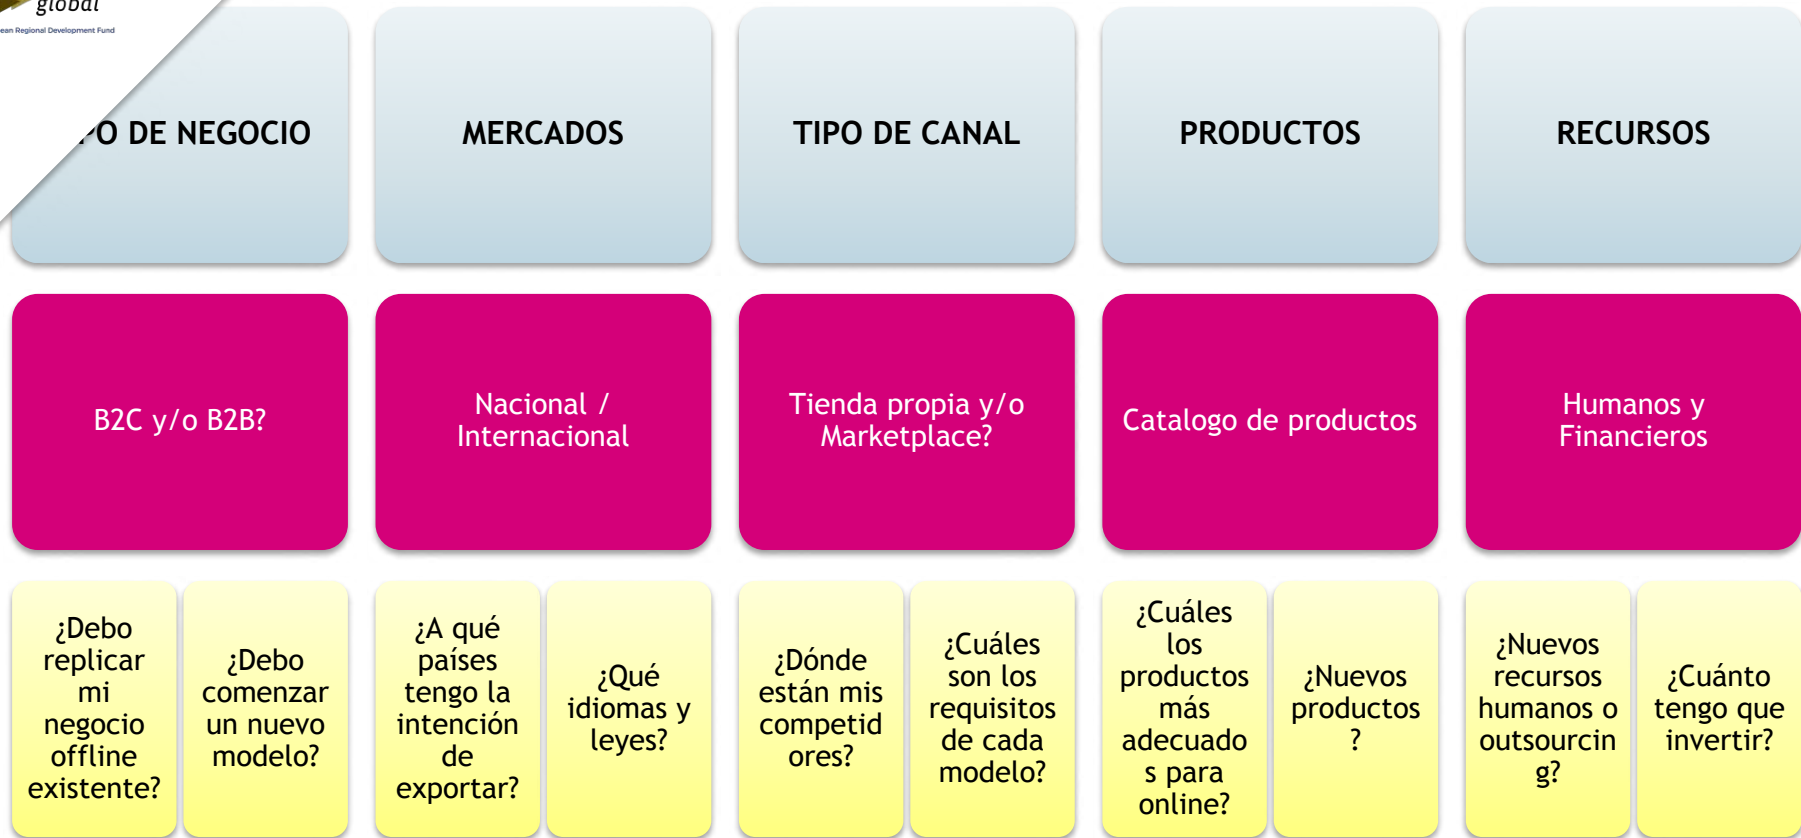 global
ean Regional Development Fund
PO DE NEGOCIO
MERCADOS
TIPO DE CANAL
PRODUCTOS
RECURSOS
B2C y/o B2B?
Nacional /
Internacional
Tienda propia y/o
Marketplace?
Catalogo de productos
Humanos y
Financieros
¿Debo
replicar
mi
negocio
offline
existente?
¿Debo
comenzar
un nuevo
modelo?
¿A qué
países
tengo la
intención
de
exportar?
¿Qué
idiomas y
leyes?
¿Dónde
están mis
competid
ores?
¿Cuáles
son los
requisitos
de cada
modelo?
¿Cuáles
los
productos
más
adecuado
s para
online?
¿Nuevos
productos
?
¿Nuevos
recursos
humanos o
outsourcin
g?
¿Cuánto
tengo que
invertir?